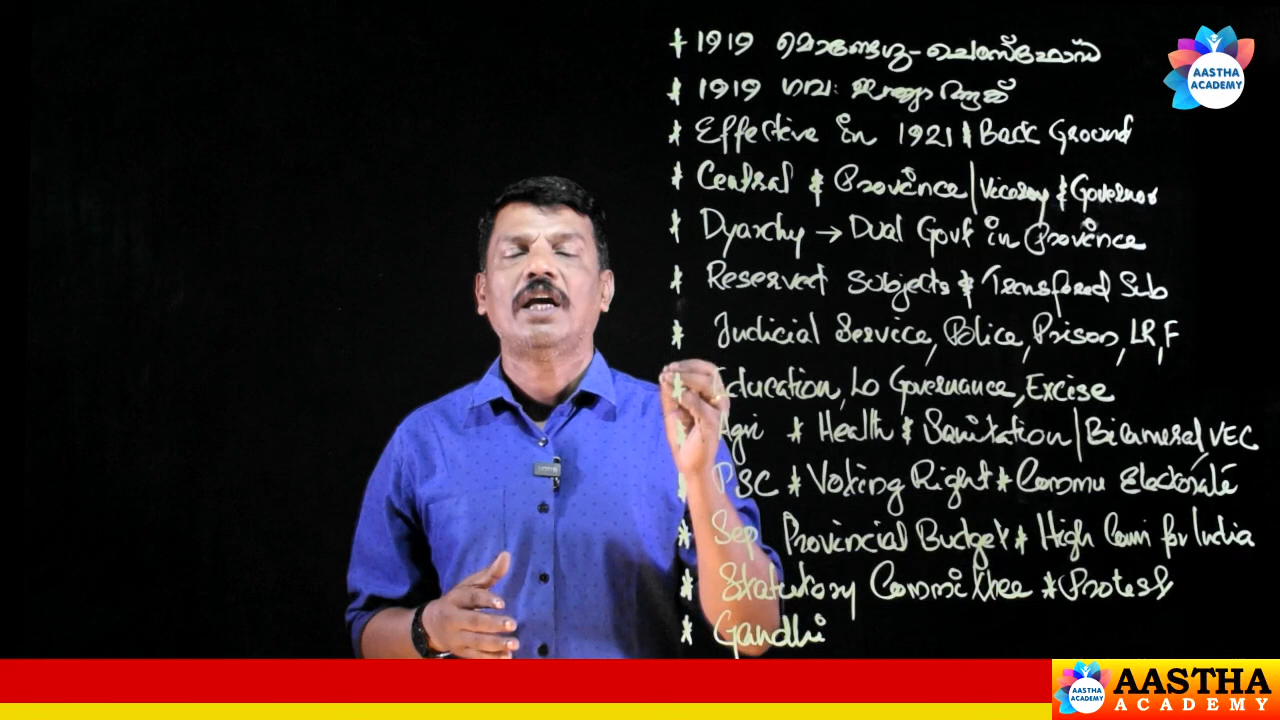 * 1919 മൊണ്ടേഗു-ചെംസ്ഫോഡ്
* 1919 ഗവ: ഇന്ത്യാ ആക്ട്
* Effective in 1921 * Back Ground
* Central & Province | Viceroy & Governor
* Dyarchy → Dual Govt in Province
* Reserved Subjects & Transfered Sub
* Judicial Service, Police, Prison, LR, F
* Education, Lo Governance, Excise
* Agri * Health & Sanitation | Bicameral, VEC
* PSC * Voting Right * Commu Electorate
* Sep Provincial Budget * High Com for India
* Statutory Committee * Protest
* Gandhi
AASTHA
ACADEMY
AASTHA
ACADEMY
AASTHA
ACADEMY